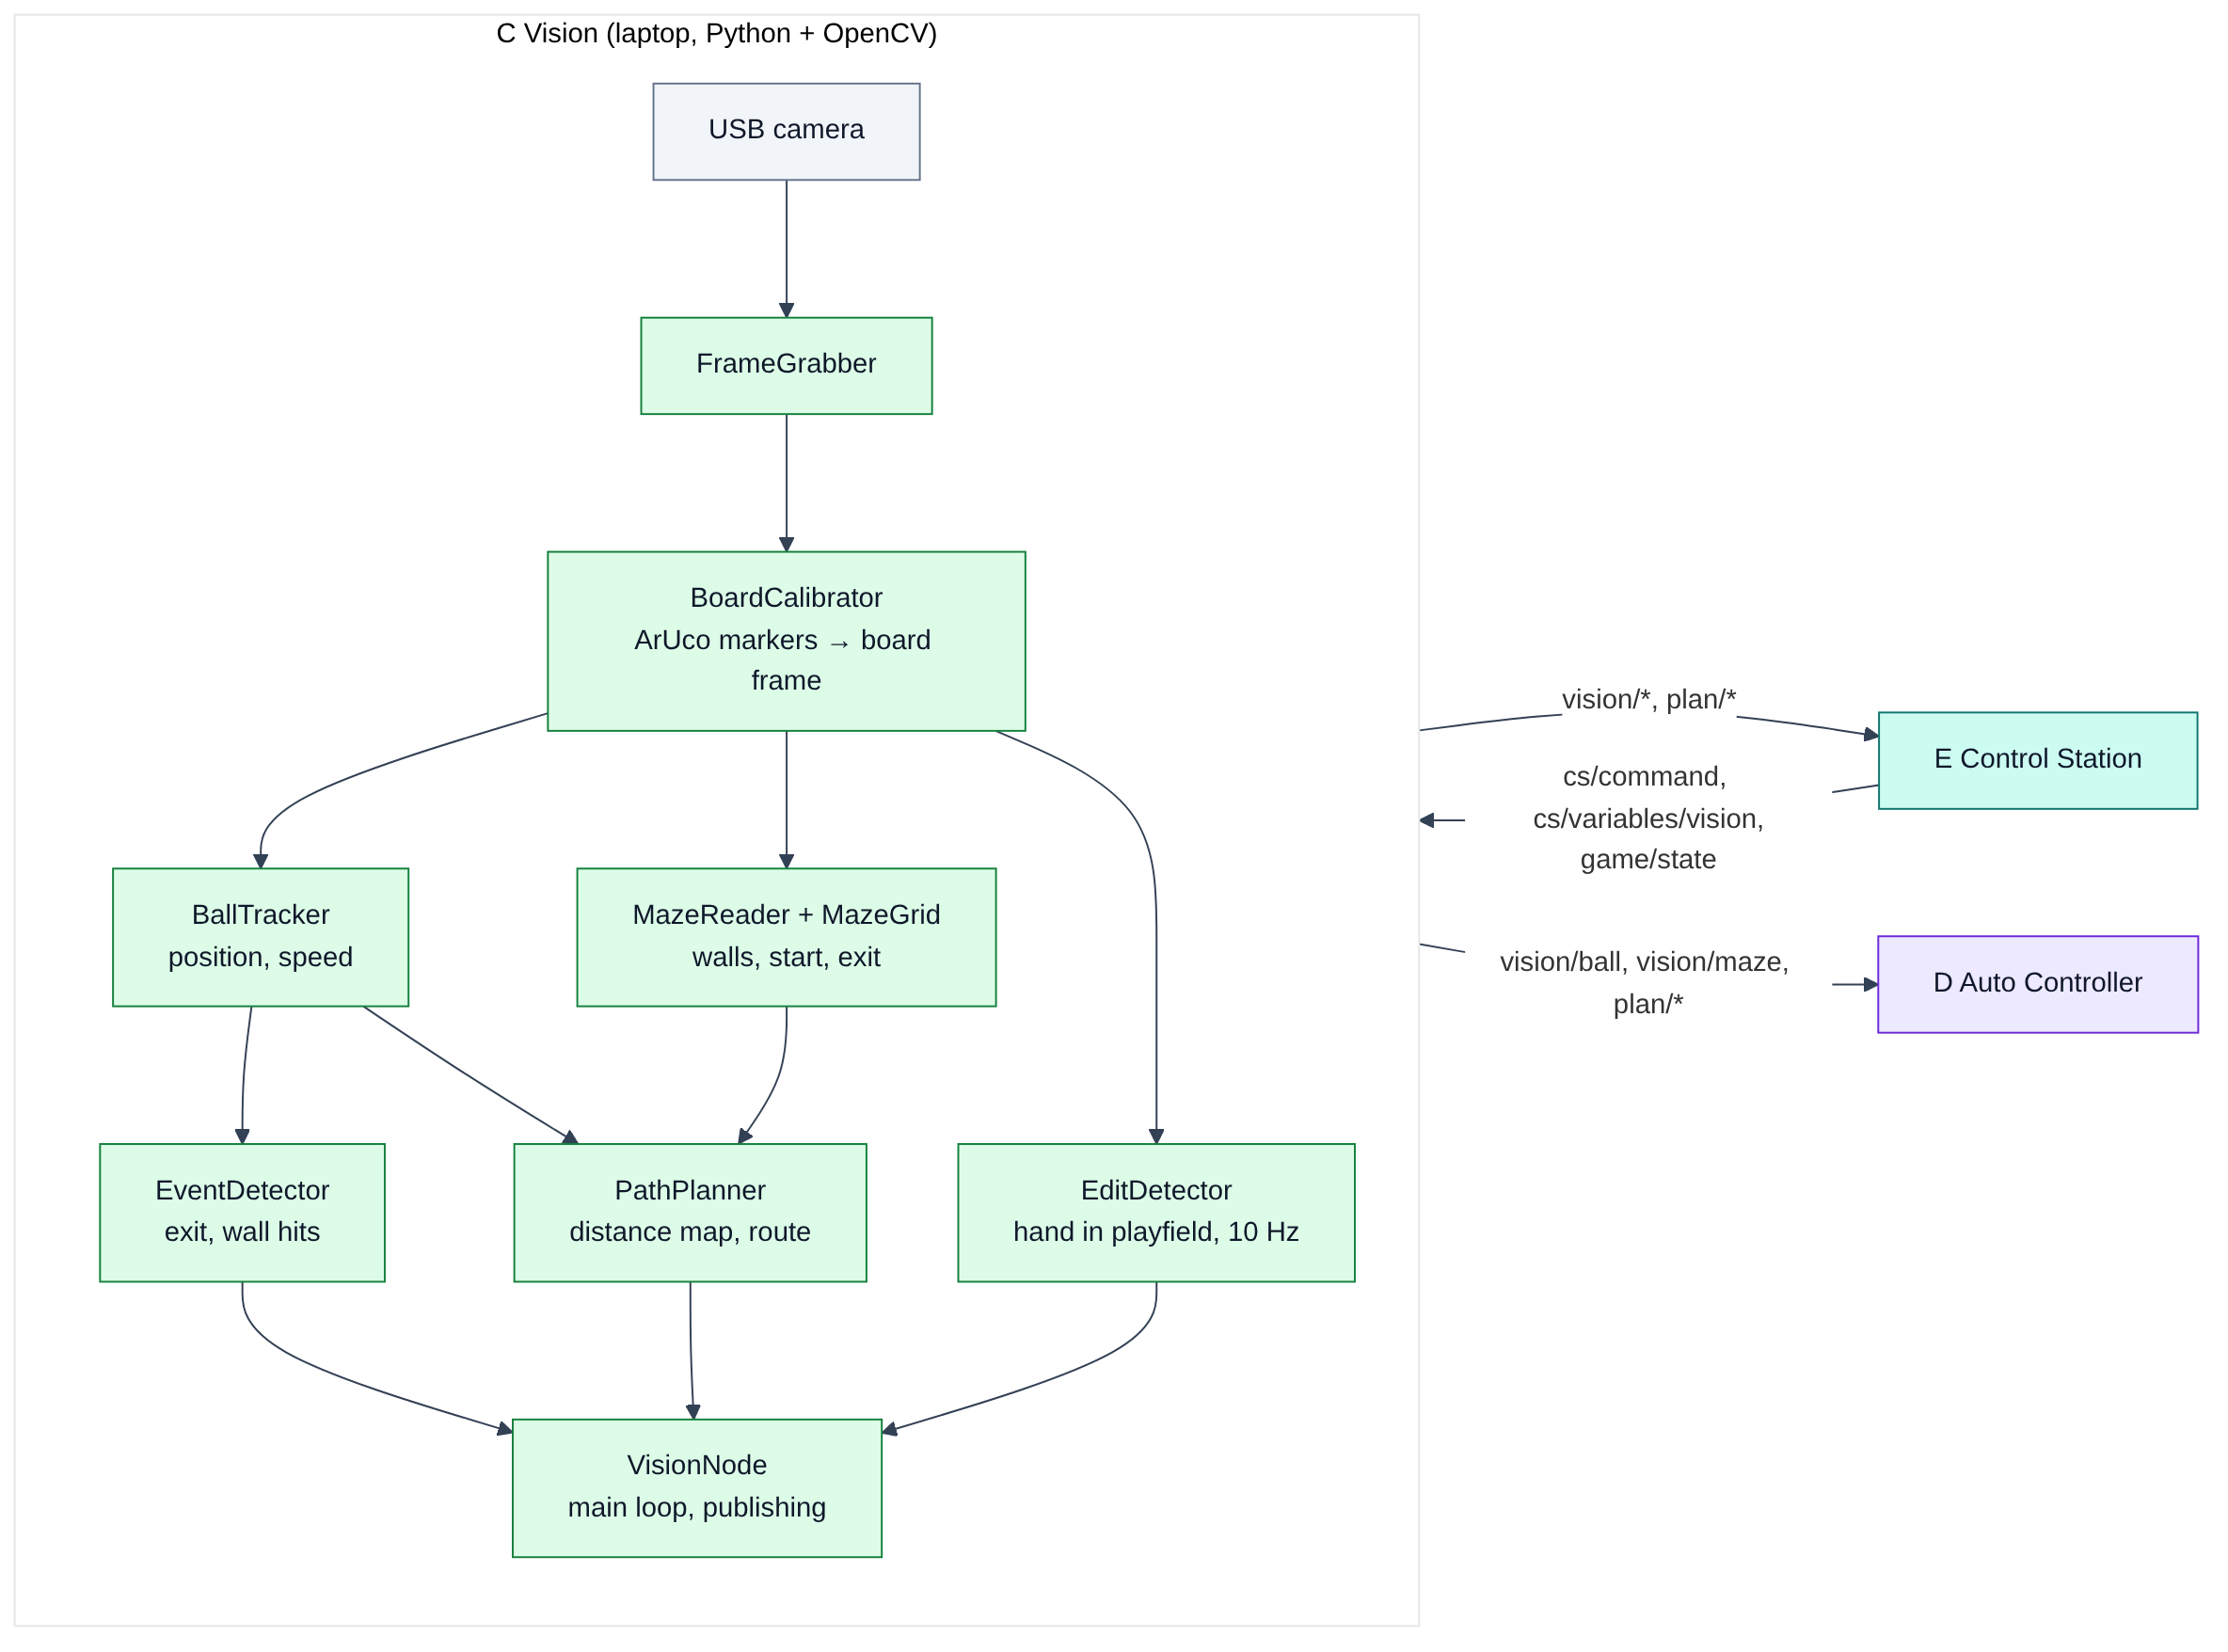 C Vision (laptop, Python + OpenCV)
USB camera
FrameGrabber
BoardCalibrator
ArUco markers → board
frame
vision/*, plan/*
E Control Station
cs/command,
cs/variables/vision,
game/state
BallTracker
position, speed
MazeReader + MazeGrid
walls, start, exit
vision/ball, vision/maze,
plan/*
D Auto Controller
EventDetector
exit, wall hits
PathPlanner
distance map, route
EditDetector
hand in playfield, 10 Hz
VisionNode
main loop, publishing